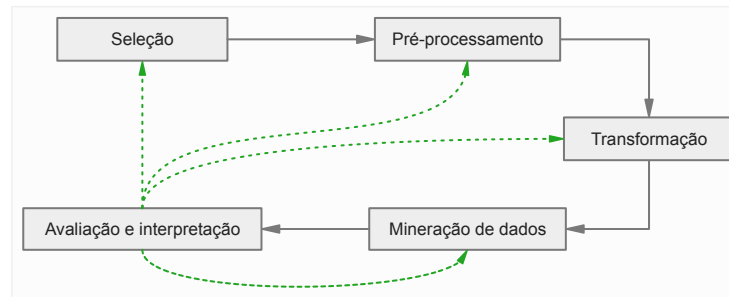 Seleção
Pré-processamento
Transformação
Avaliação e interpretação
Mineração de dados